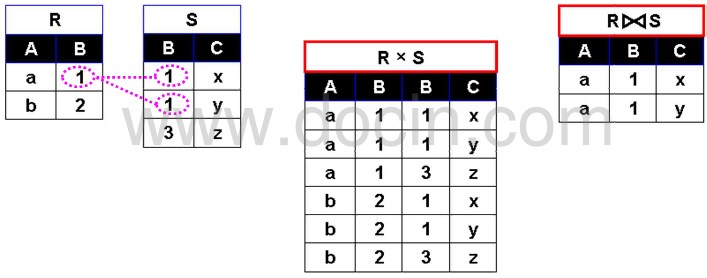 R
A B
a 1
b 2
S
B C
1 x
1 y
3 z
R × S
A B B C
a 1 1 x
a 1 1 y
a 1 3 z
b 2 1 x
b 2 1 y
b 2 3 z
R⋈S
A B C
a 1 x
a 1 y
www.docin.com